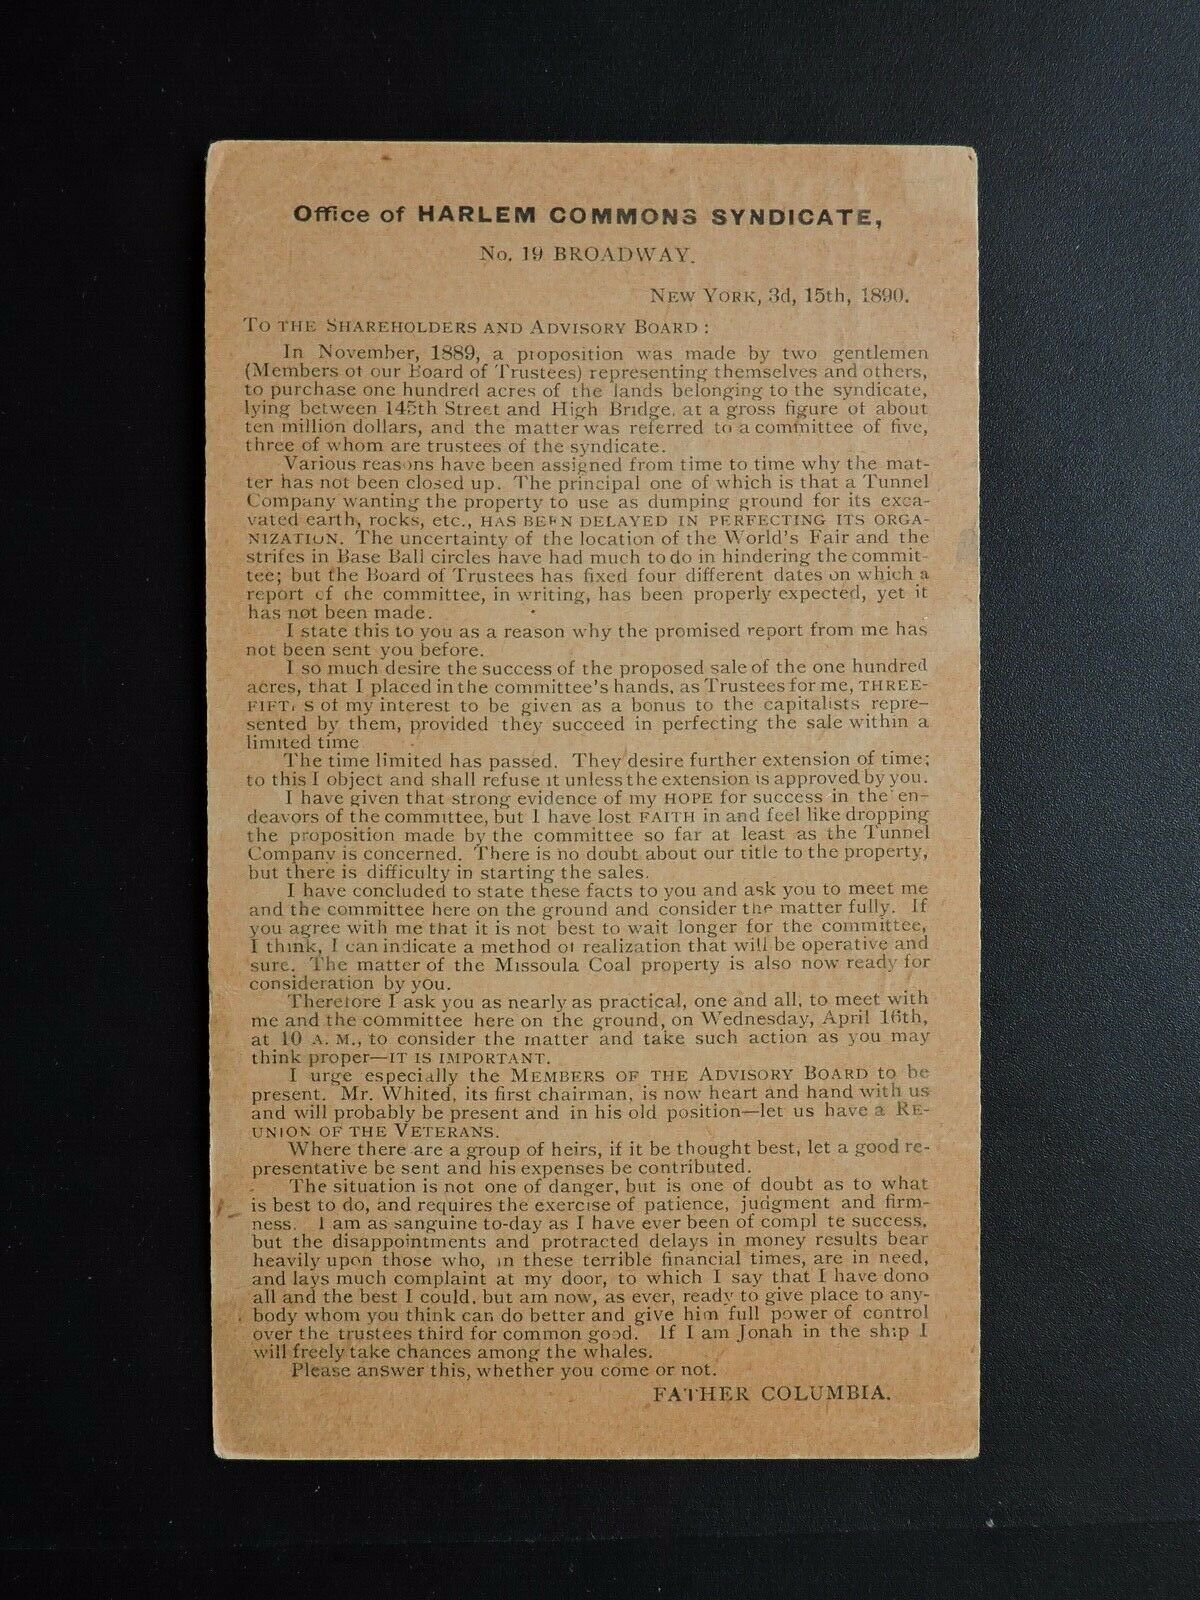 Office of HARLEM COMMONS SYNDICATE,
No. 19 BROADWAY.
NEW YORK, 3d, 15th, 1890.
TO THE SHAREHOLDERS AND ADVISORY BOARD :
In November, 1889, a proposition was made by two gentlemen
(Members of our Board of Trustees) representing themselves and others,
to purchase one hundred acres of the lands belonging to the syndicate,
lying between 145th Street and High Bridge, at a gross figure of about
ten million dollars, and the matter was referred to a committee of five,
three of whom are trustees of the syndicate.
Various reasons have been assigned from time to time why the mat-
ter has not been closed up. The principal one of which is that a Tunnel
Company wanting the property to use as dumping ground for its exca-
vated earth, rocks, etc., HAS BEEN DELAYED IN PERFECTING ITS ORGA-
NIZATION. The uncertainty of the location of the World's Fair and the
strifes in Base Ball circles have had much to do in hindering the commit-
tee; but the Board of Trustees has fixed four different dates on which a
report of the committee, in writing, has been properly expected, yet it
has not been made.
I state this to you as a reason why the promised report from me has
not been sent you before.
I so much desire the success of the proposed sale of the one hundred
acres, that I placed in the committee's hands, as Trustees for me, THREE-
FIFT, S of my interest to be given as a bonus to the capitalists repre-
sented by them, provided they succeed in perfecting the sale within a
limited time
The time limited has passed. They desire further extension of time;
to this I object and shall refuse it unless the extension is approved by you.
I have given that strong evidence of my HOPE for success in the en-
deavors of the committee, but I have lost FAITH in and feel like dropping
the proposition made by the committee so far at least as the Tunnel
Company is concerned. There is no doubt about our title to the property,
but there is difficulty in starting the sales.
I have concluded to state these facts to you and ask you to meet me
and the committee here on the ground and consider the matter fully. If
you agree with me that it is not best to wait longer for the committee,
I think, I can indicate a method of realization that will be operative and
sure. The matter of the Missoula Coal property is also now ready for
consideration by you.
Therefore I ask you as nearly as practical, one and all, to meet with
me and the committee here on the ground, on Wednesday, April 16th,
at 10 A. M., to consider the matter and take such action as you may
think proper—IT IS IMPORTANT.
I urge especially the MEMBERS OF THE ADVISORY BOARD to be
present. Mr. Whited, its first chairman, is now heart and hand with us
and will probably be present and in his old position—let us have a RE-
UNION OF THE VETERANS.
Where there are a group of heirs, if it be thought best, let a good re-
presentative be sent and his expenses be contributed.
The situation is not one of danger, but is one of doubt as to what
is best to do, and requires the exercise of patience, judgment and firm-
ness. I am as sanguine to-day as I have ever been of compl te success,
but the disappointments and protracted delays in money results bear
heavily upon those who, in these terrible financial times, are in need,
and lays much complaint at my door, to which I say that I have dono
all and the best I could, but am now, as ever, ready to give place to any-
body whom you think can do better and give him full power of control
over the trustees third for common good. If I am Jonah in the ship I
will freely take chances among the whales.
Please answer this, whether you come or not.
FATHER COLUMBIA.